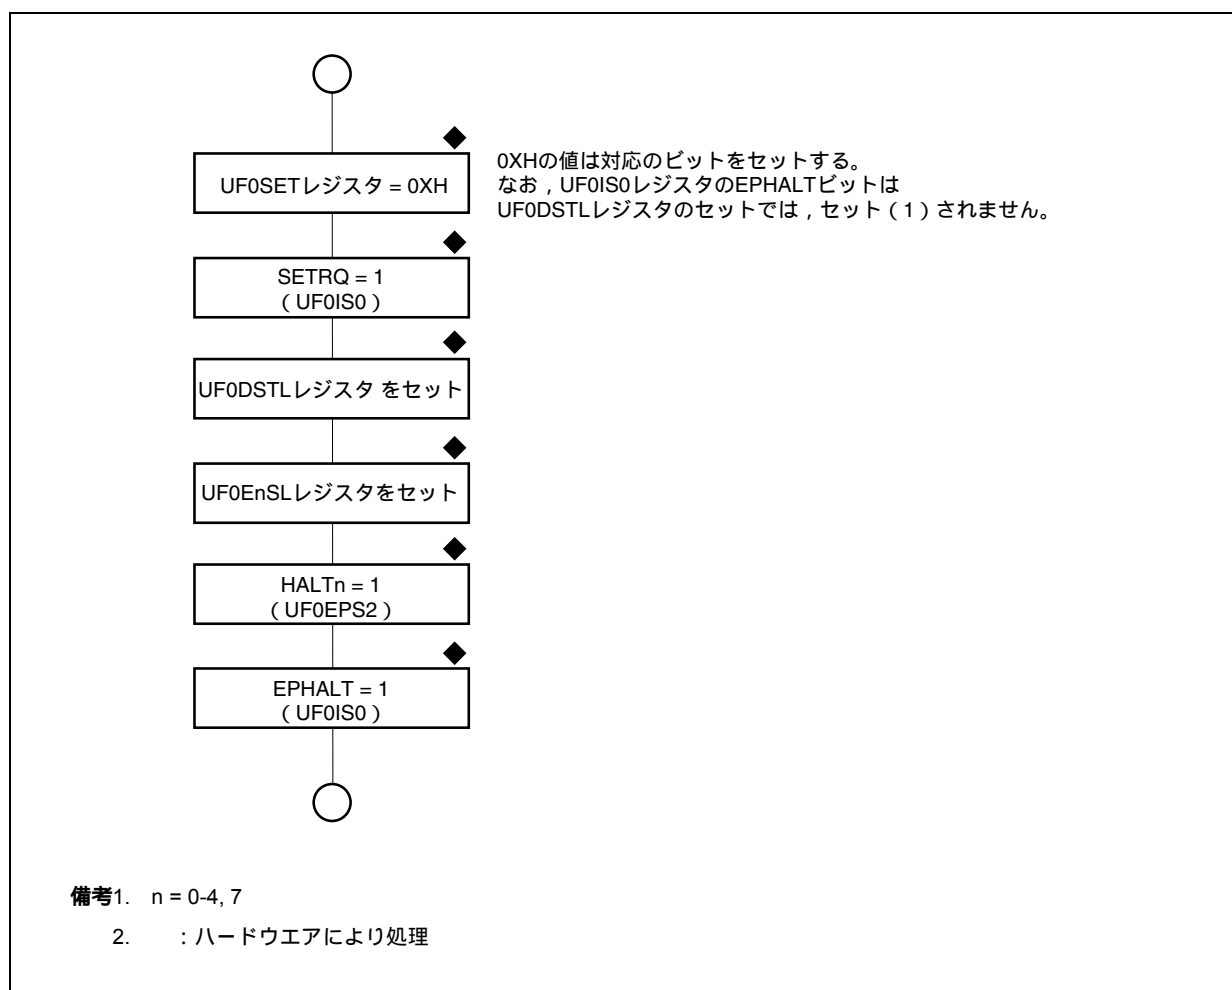 UF0SETレジスタ = 0XH
0XHの値は対応のビットをセットする。
なお，UF0IS0レジスタのEPHALTビットは
UF0DSTLレジスタのセットでは，セット（1）されません。
SETRQ = 1
（UF0IS0）
UF0DSTLレジスタ をセット
UF0EnSLレジスタをセット
HALTn = 1
（UF0EPS2）
EPHALT = 1
（UF0IS0）
備考1. n = 0-4, 7
2. ：ハードウエアにより処理